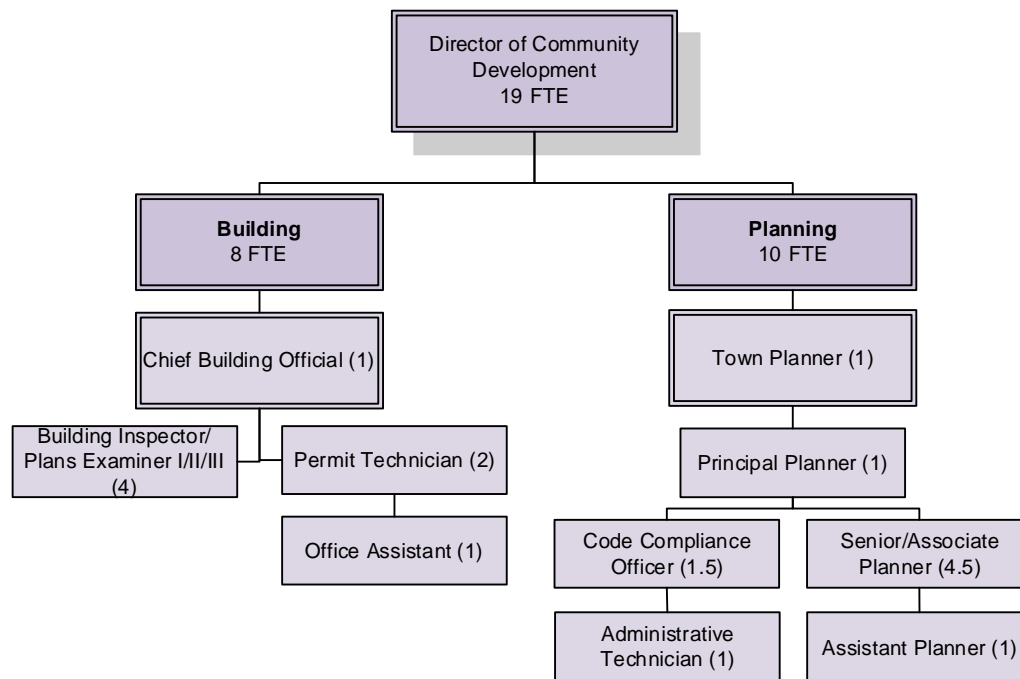 Director of Community
Development
19 FTE
Building
8 FTE
Planning
10 FTE
Chief Building Official (1)
Town Planner (1)
Building Inspector/
Plans Examiner I/II/III
(4)
Permit Technician (2)
Principal Planner (1)
Office Assistant (1)
Code Compliance
Officer (1.5)
Senior/Associate
Planner (4.5)
Administrative
Technician (1)
Assistant Planner (1)